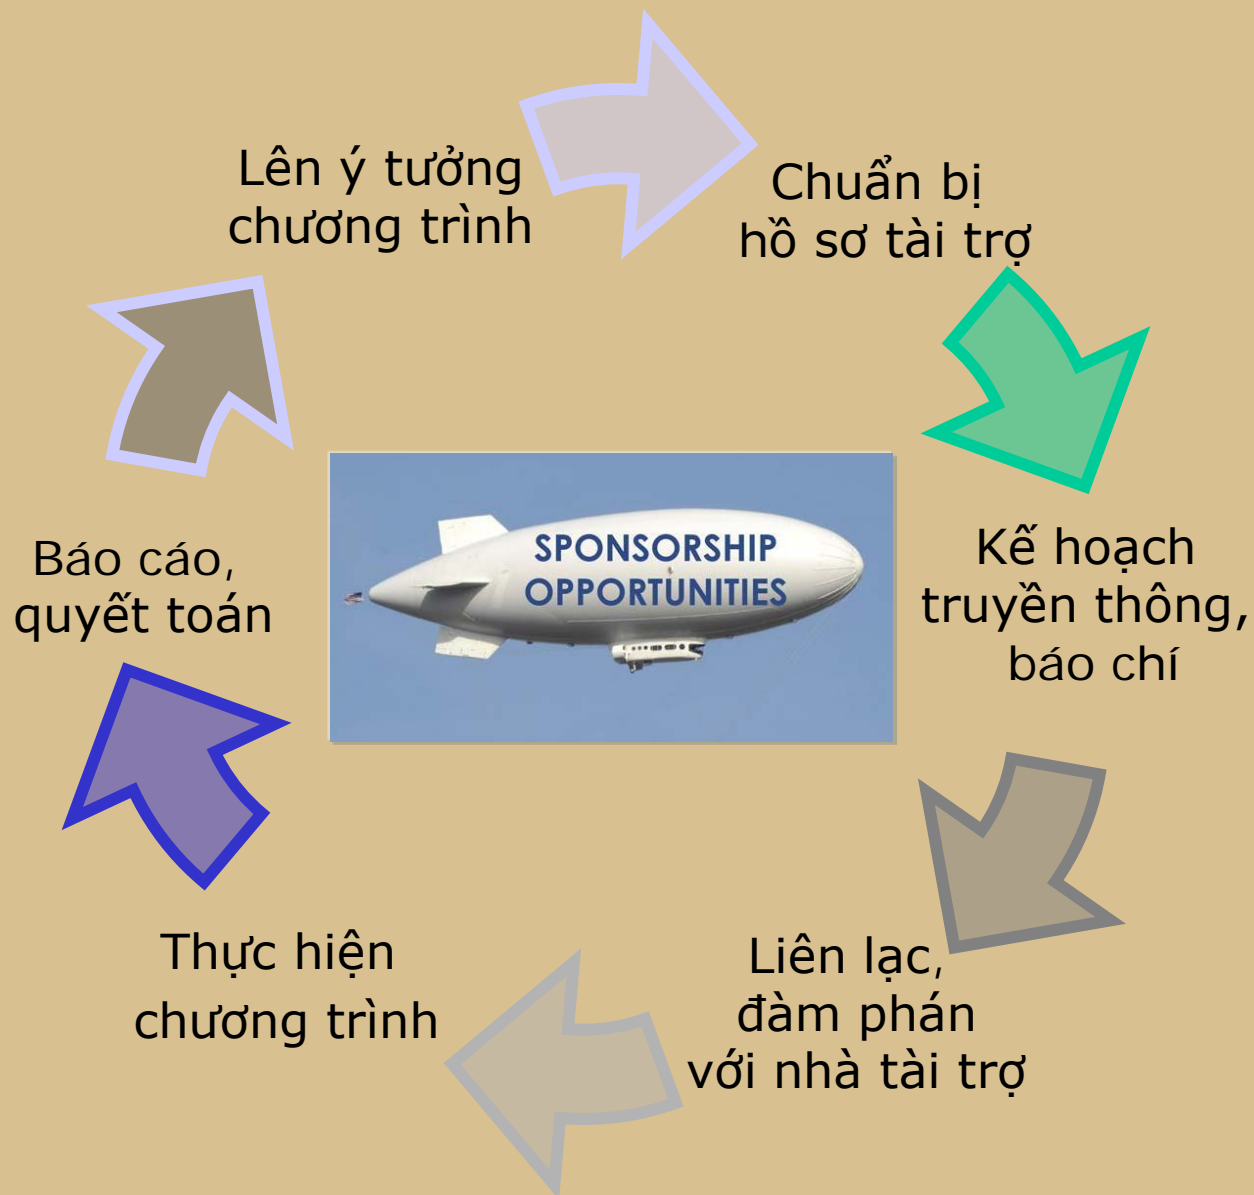 Lên ý tưởng
chương trình
Chuẩn bị
hồ sơ tài trợ
Kế hoạch
truyền thông,
báo chí
Liên lạc,
đàm phán
với nhà tài trợ
Thực hiện
chương trình
Báo cáo,
quyết toán
SPONSORSHIP
OPPORTUNITIES